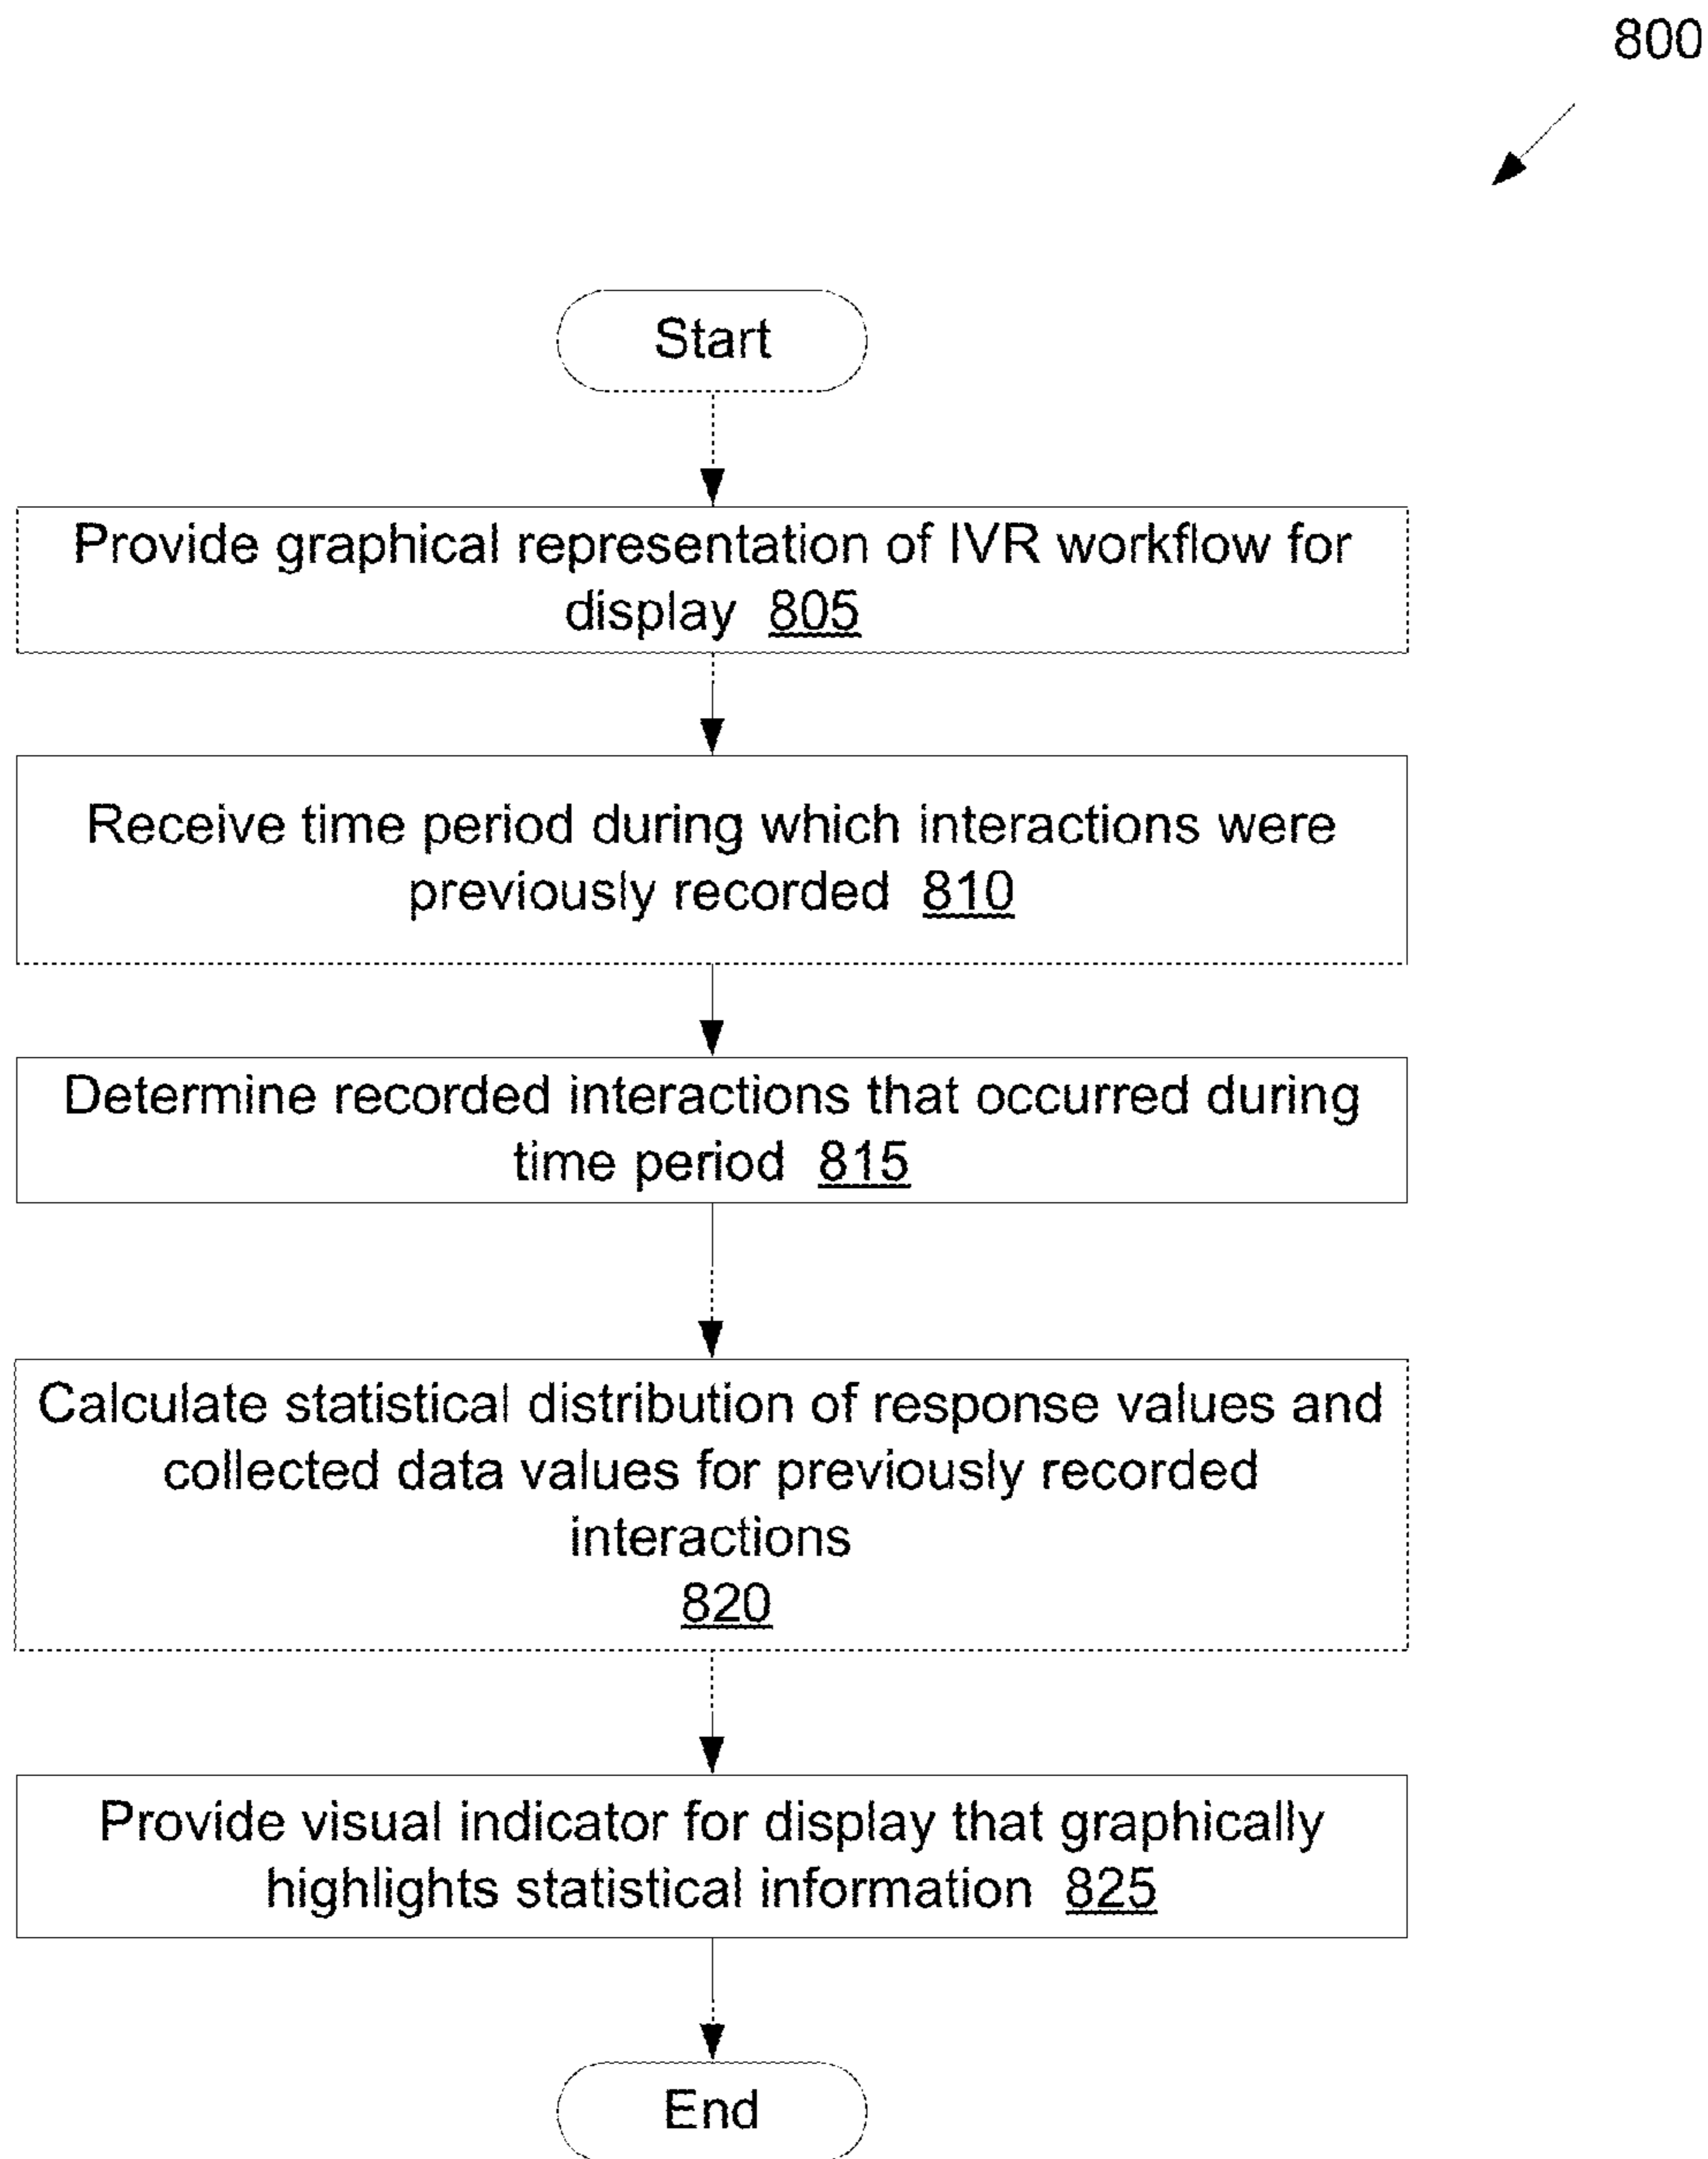 800
Start
Provide graphical representation of IVR workflow for
display 805
Receive time period during which interactions were
previously recorded 810
Determine recorded interactions that occurred during
time period 815
Calculate statistical distribution of response values and
collected data values for previously recorded
interactions
820
Provide visual indicator for display that graphically
highlights statistical information 825
End